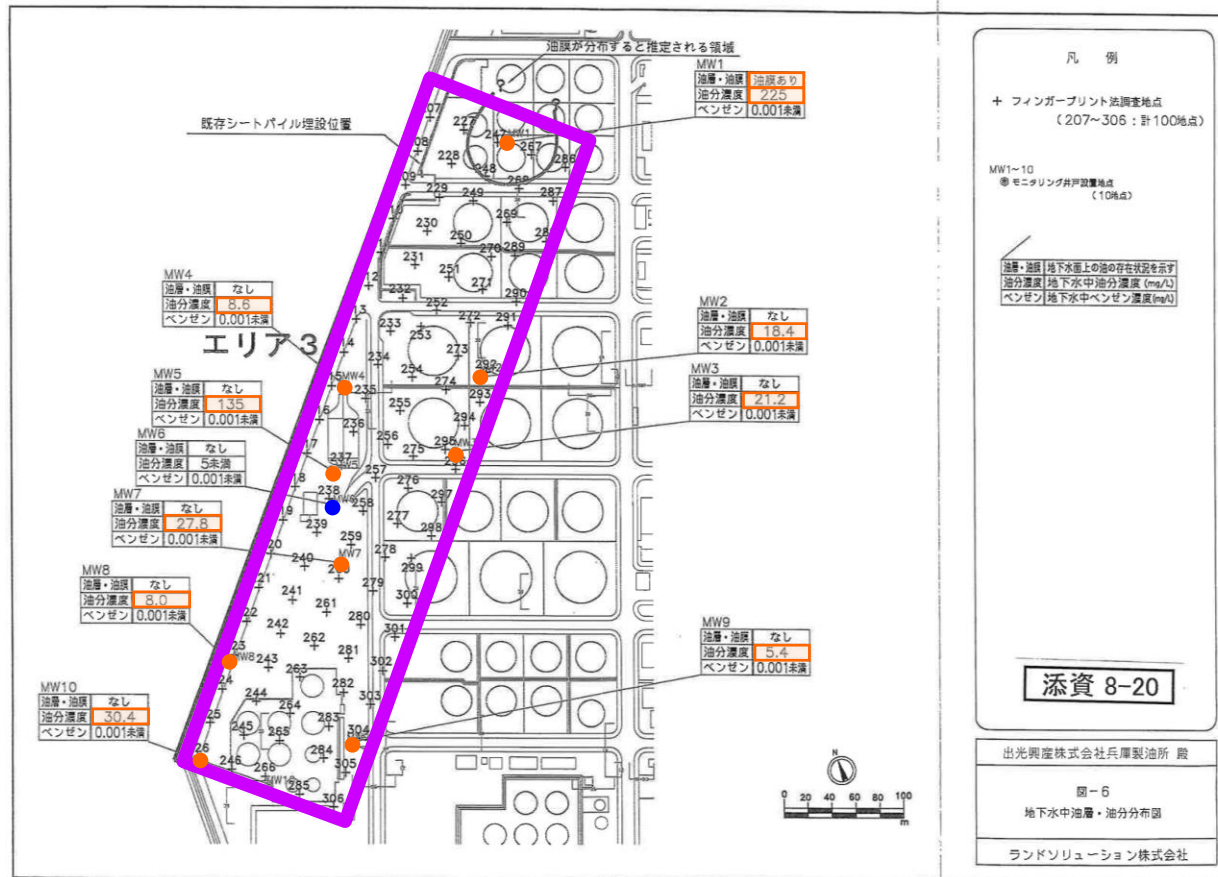 油膜が分布すると推定される領域
既存シートパイル埋設位置
エリア3
MW1
油層・油膜 油膜あり
油分濃度 225
ベンゼン 0.001未満
MW2
油層・油膜 なし
油分濃度 18.4
ベンゼン 0.001未満
MW3
油層・油膜 なし
油分濃度 21.2
ベンゼン 0.001未満
MW4
油層・油膜 なし
油分濃度 8.6
ベンゼン 0.001未満
MW5
油層・油膜 なし
油分濃度 135
ベンゼン 0.001未満
MW6
油層・油膜 なし
油分濃度 5未満
ベンゼン 0.001未満
MW7
油層・油膜 なし
油分濃度 27.8
ベンゼン 0.001未満
MW8
油層・油膜 なし
油分濃度 8.0
ベンゼン 0.001未満
MW9
油層・油膜 なし
油分濃度 5.4
ベンゼン 0.001未満
MW10
油層・油膜 なし
油分濃度 30.4
ベンゼン 0.001未満
227
247
MW1
267
228
248
268
286
229
249
287
230
269
250
270
289
231
251
271
232
252
290
233
253
272
291
234
273
292
254
274
293
MW4
235
255
294
236
256
275
295
MW3
237
MW5
257
276
238
MW6
258
297
239
277
298
259
278
240
MW7
299
279
241
261
300
280
242
262
301
281
MW8
243
263
302
282
244
264
303
283
245
265
304
284
246
266
305
MW10
285
306
N
0 20 40 60 80 100
m
凡 例
+ フィンガープリント法調査地点
(207~306:計100地点)
MW1~10
モニタリング井戸設置地点
(10地点)
油層・油膜 地下水面上の油の存在状況を示す
油分濃度 地下水中油分濃度 (mg/L)
ベンゼン 地下水中ベンゼン濃度(mg/L)
添資 8-20
出光興産株式会社兵庫製油所 殿
図-6
地下水中油層・油分分布図
ランドソリューション株式会社